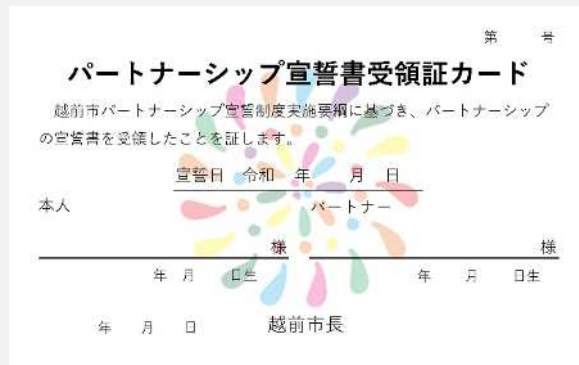 第　号
パートナーシップ宣誓書受領証カード
越前市パートナーシップ宣誓制度実施要綱に基づき、パートナーシップ
の宣誓書を受領したことを証します。
宣誓日　令和　年　月　日
本人　パートナー
様　様
年　月　日生　年　月　日生
年　月　日　越前市長